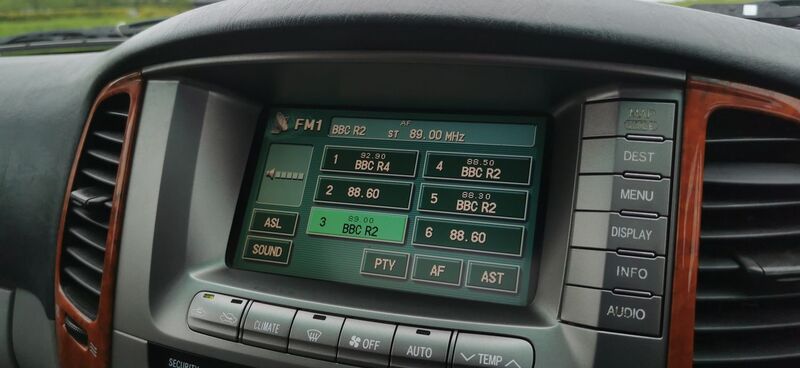 FM1
AF
BBC R2 ST 89.00 MHz
1 92.90 BBC R4
4 88.50 BBC R2
2 88.60
5 88.30 BBC R2
3 89.00 BBC R2
6 88.60
ASL
SOUND
PTY
AF
AST
MAP
DEST
MENU
DISPLAY
INFO
AUDIO
CLIMATE
OFF
AUTO
TEMP
SECURITY